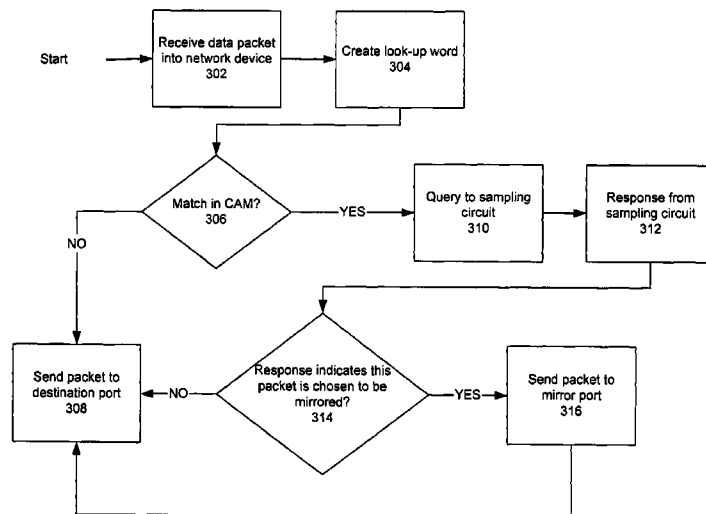 Start
Receive data packet
into network device
302
Create look-up word
304
Match in CAM?
306
YES
NO
Query to sampling
circuit
310
Response from
sampling circuit
312
Response indicates this
packet is chosen to be
mirrored?
314
NO
YES
Send packet to
destination port
308
Send packet to
mirror port
316